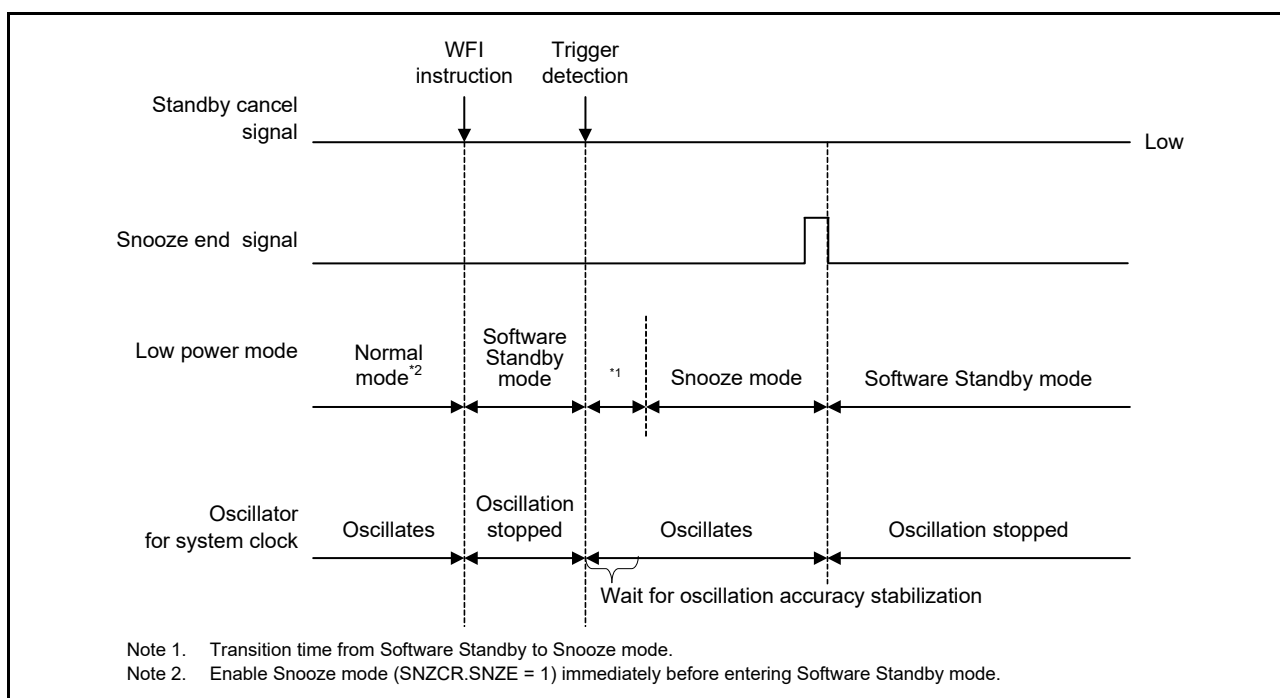 WFI
instruction
Trigger
detection
Standby cancel
signal
Low
Snooze end  signal
Low power mode
Normal
mode*2
Software
Standby
mode
*1
Snooze mode
Software Standby mode
Oscillator
for system clock
Oscillates
Oscillation
stopped
Oscillates
Oscillation stopped
Wait for oscillation accuracy stabilization
Note 1. Transition time from Software Standby to Snooze mode.
Note 2. Enable Snooze mode (SNZCR.SNZE = 1) immediately before entering Software Standby mode.